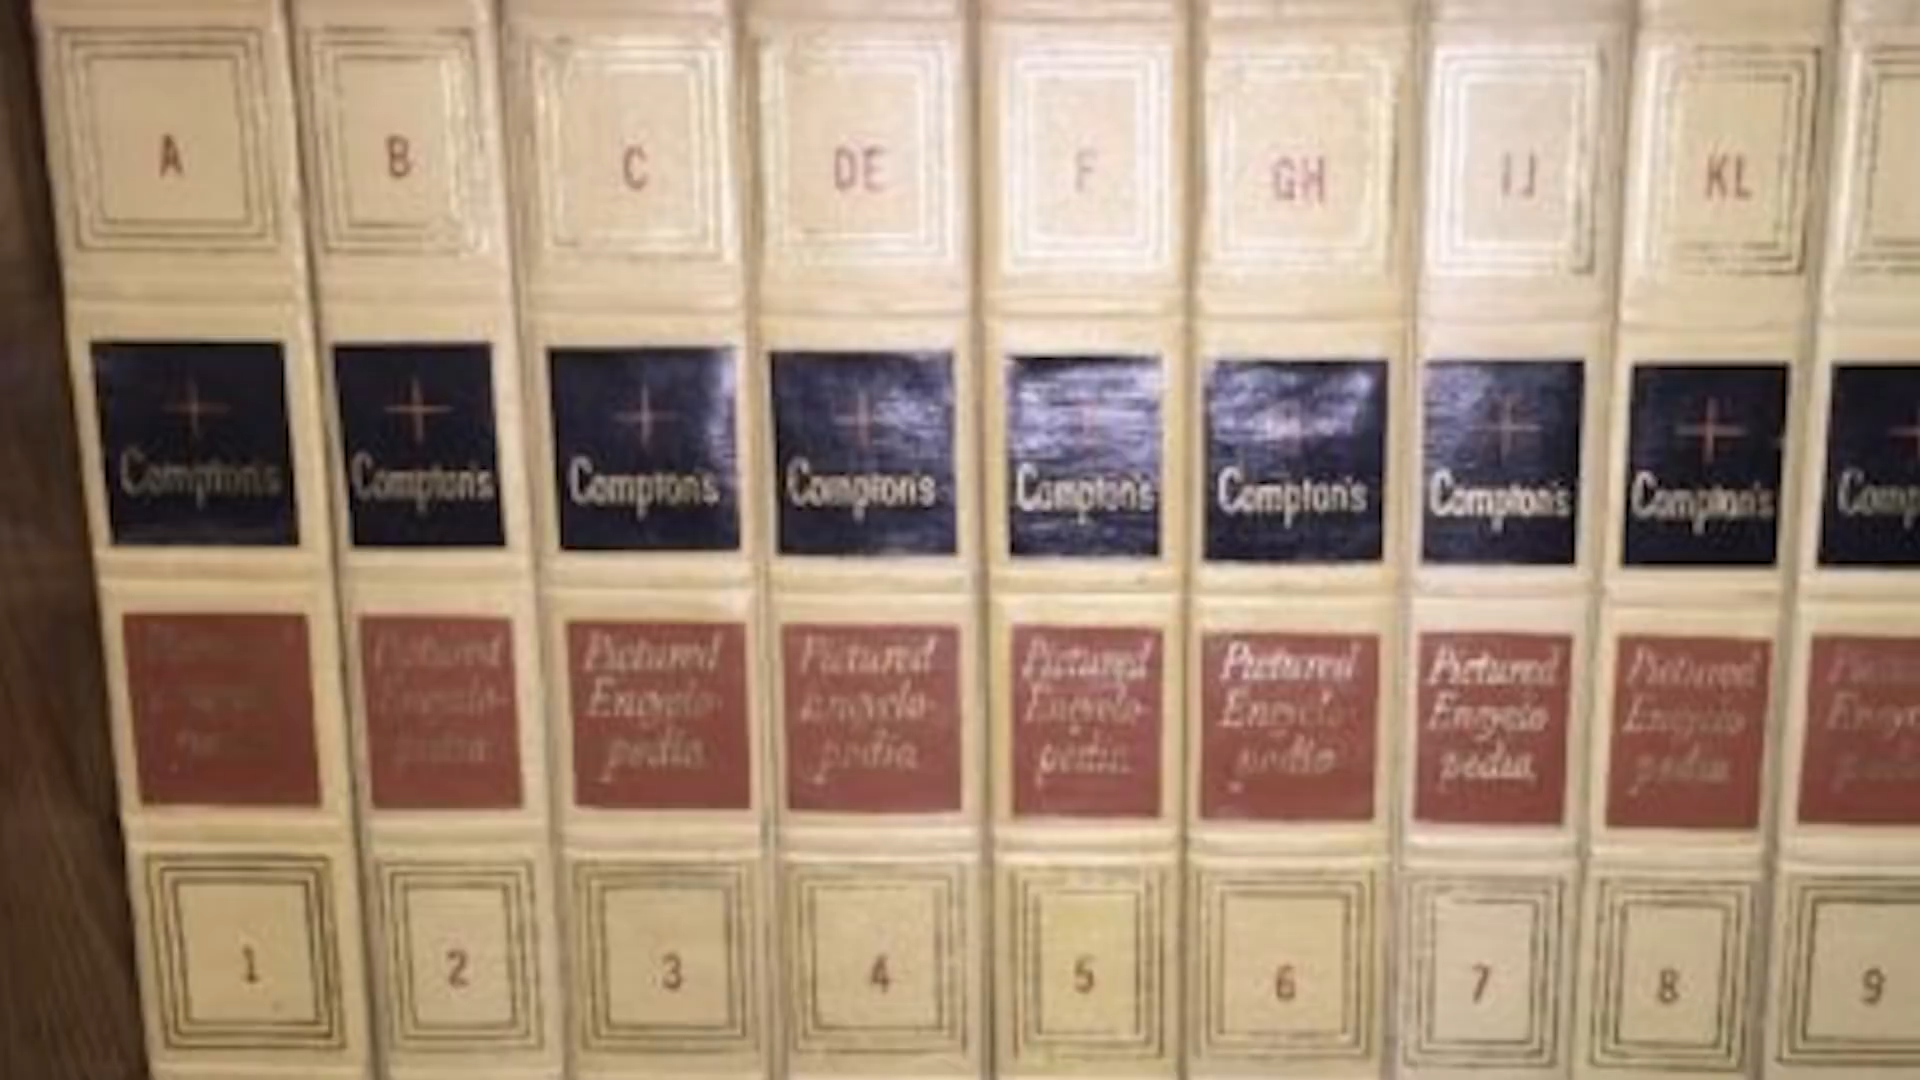 A
B
C
DE
F
GH
IJ
KL
Compton's
Compton's
Compton's
Compton's
Compton's
Compton's
Compton's
Compton's
Comp
Pictured
Encyclo-
pedia
Pictured
Encyclo-
pedia
Pictured
Encyclo-
pedia
Pictured
Encyclo-
pedia
Pictured
Encyclo-
pedia
Pictured
Encyclo
pedia
Pictured
Encyclo
pedia
1
2
3
4
5
6
7
8
9